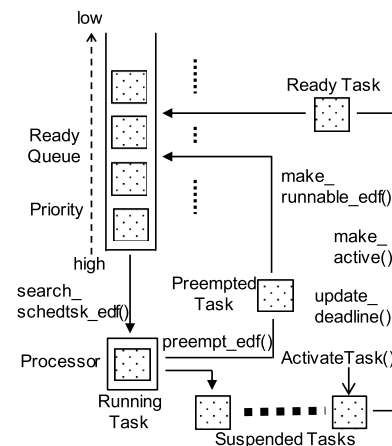 low
Ready Task
Ready
Queue
make_
runnable_edf()
Priority
make_
active()
high
search_
schedtsk_edf()
Preempted
Task
update_
deadline()
preempt_edf()
Processor
ActivateTask()
Running
Task
Suspended Tasks